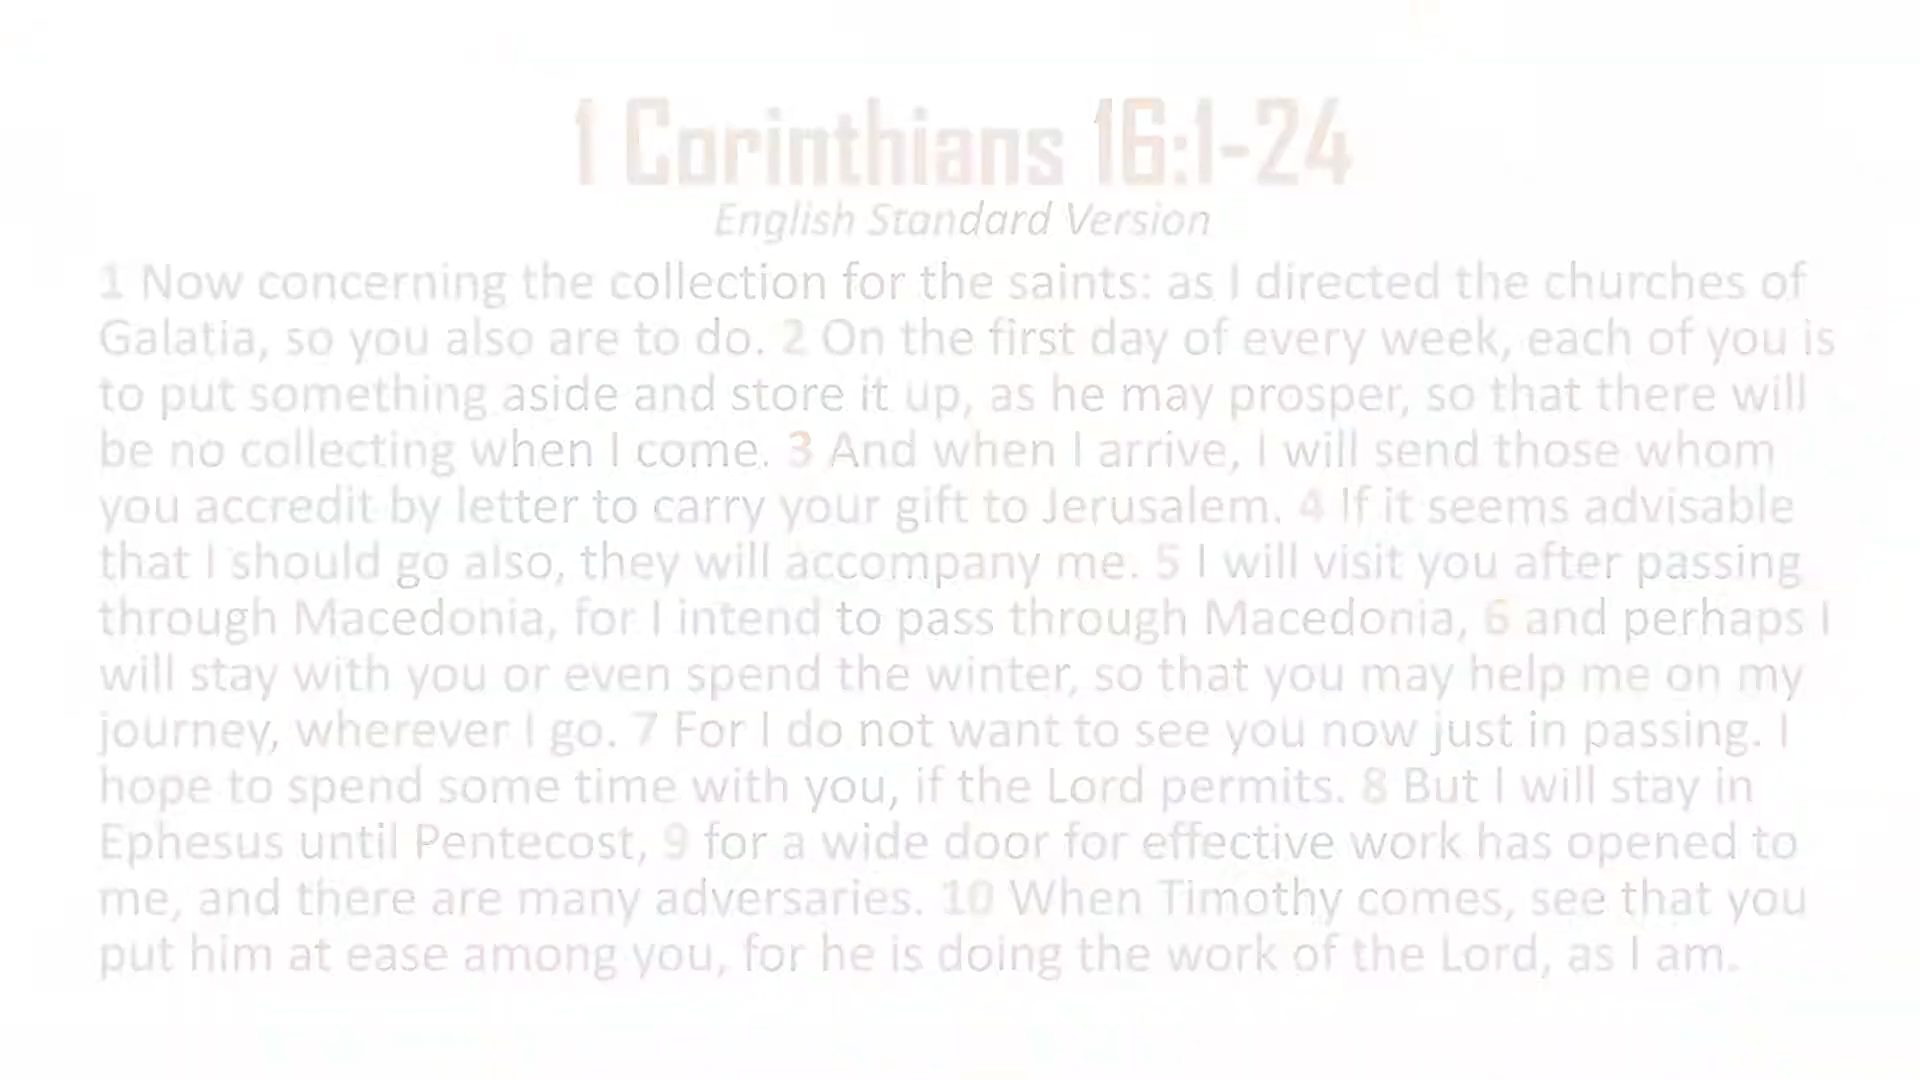 1 Corinthians 16:1-24
English Standard Version
1 Now concerning the collection for the saints: as I directed the churches of
Galatia, so you also are to do. 2 On the first day of every week, each of you is
to put something aside and store it up, as he may prosper, so that there will
be no collecting when I come. 3 And when I arrive, I will send those whom
you accredit by letter to carry your gift to Jerusalem. 4 If it seems advisable
that I should go also, they will accompany me. 5 I will visit you after passing
through Macedonia, for I intend to pass through Macedonia, 6 and perhaps I
will stay with you or even spend the winter, so that you may help me on my
journey, wherever I go. 7 For I do not want to see you now just in passing. I
hope to spend some time with you, if the Lord permits. 8 But I will stay in
Ephesus until Pentecost, 9 for a wide door for effective work has opened to
me, and there are many adversaries. 10 When Timothy comes, see that you
put him at ease among you, for he is doing the work of the Lord, as I am.